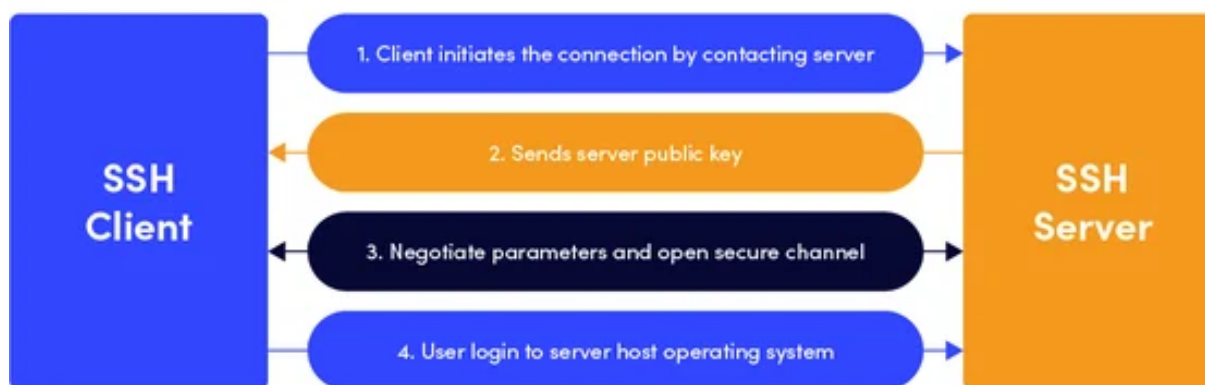 SSH
Client
1. Client initiates the connection by contacting server
2. Sends server public key
3. Negotiate parameters and open secure channel
4. User login to server host operating system
SSH
Server